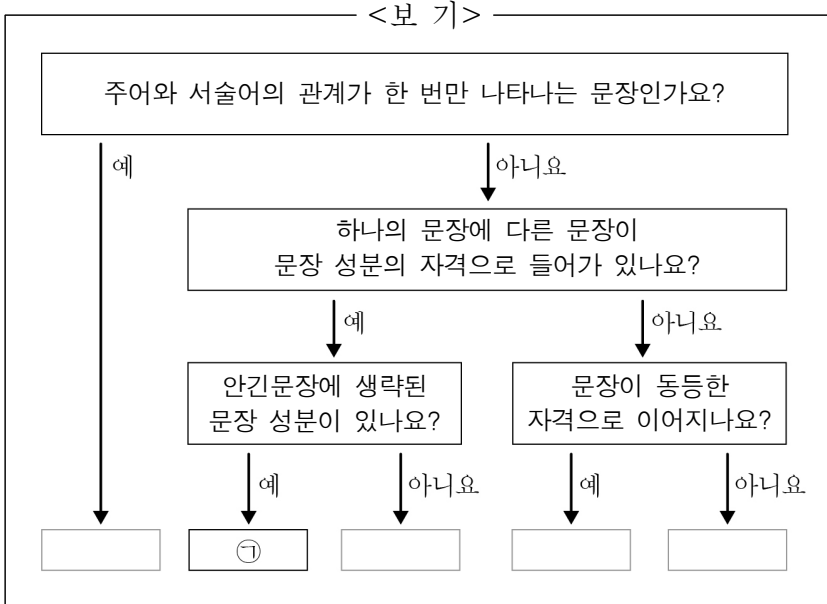 <보 기>
주어와 서술어의 관계가 한 번만 나타나는 문장인가요?
예
아니요
하나의 문장에 다른 문장이
문장 성분의 자격으로 들어가 있나요?
예
아니요
안긴문장에 생략된
문장 성분이 있나요?
문장이 동등한
자격으로 이어지나요?
예
아니요
예
아니요
㉠